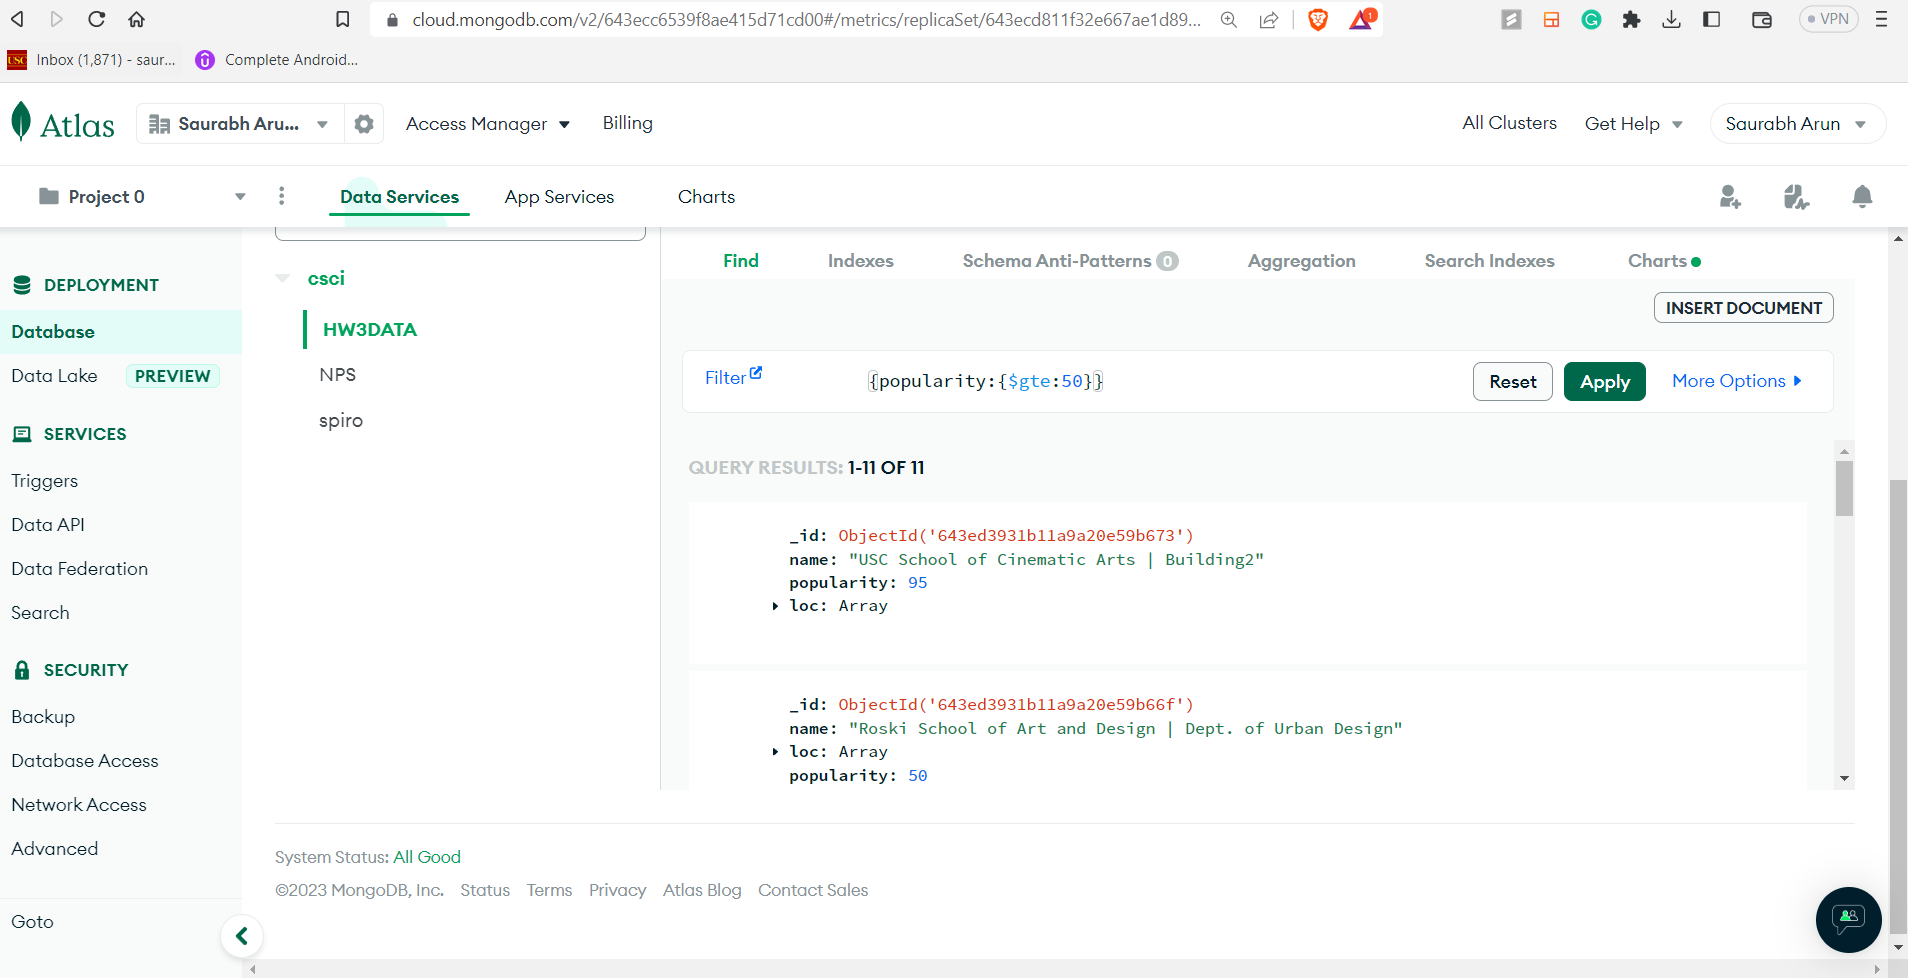 cloud.mongodb.com/v2/643ecc6539f8ae415d71cd00#/metrics/replicaSet/643ecd811f32e667ae1d89...
1
VPN
USC
Inbox (1,871) - saur...
Complete Android...
Atlas
Saurabh Aru...
Access Manager
Billing
All Clusters
Get Help
Saurabh Arun
Project 0
Data Services
App Services
Charts
DEPLOYMENT
Database
Data Lake
PREVIEW
SERVICES
Triggers
Data API
Data Federation
Search
SECURITY
Backup
Database Access
Network Access
Advanced
Goto
csci
HW3DATA
NPS
spiro
Find
Indexes
Schema Anti-Patterns 0
Aggregation
Search Indexes
Charts
INSERT DOCUMENT
Filter
{popularity:{$gte:50}}
Reset
Apply
More Options
QUERY RESULTS: 1-11 OF 11
_id: ObjectId('643ed3931b11a9a20e59b673')
name: "USC School of Cinematic Arts | Building2"
popularity: 95
loc: Array
_id: ObjectId('643ed3931b11a9a20e59b66f')
name: "Roski School of Art and Design | Dept. of Urban Design"
loc: Array
popularity: 50
System Status: All Good
©2023 MongoDB, Inc.
Status
Terms
Privacy
Atlas Blog
Contact Sales